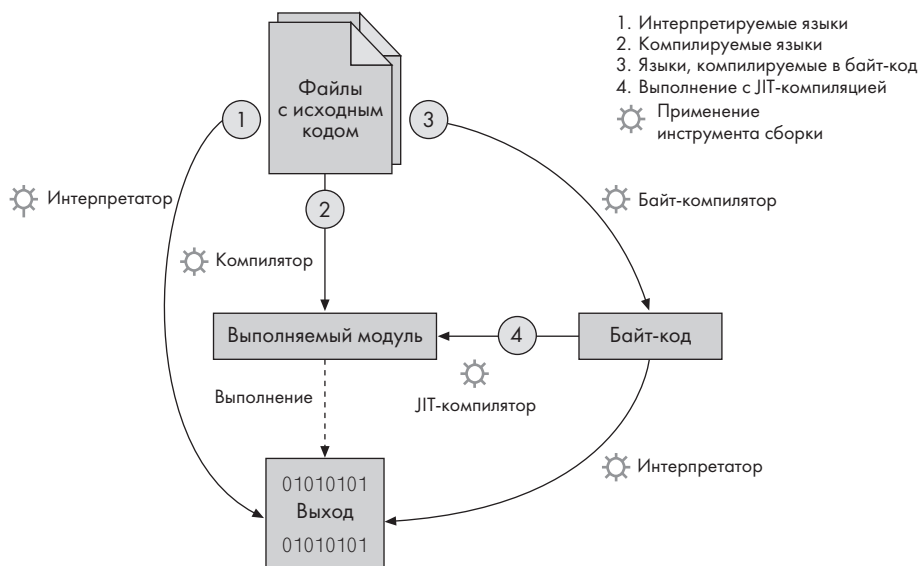 Файлы
с исходным
кодом
1
3
2
1. Интерпретируемые языки
2. Компилируемые языки
3. Языки, компилируемые в байт-код
4. Выполнение с JIT-компиляцией
Применение
инструмента сборки
Интерпретатор
Байт-компилятор
Компилятор
Выполняемый модуль
4
Байт-код
JIT-компилятор
Выполнение
Интерпретатор
01010101
Выход
01010101